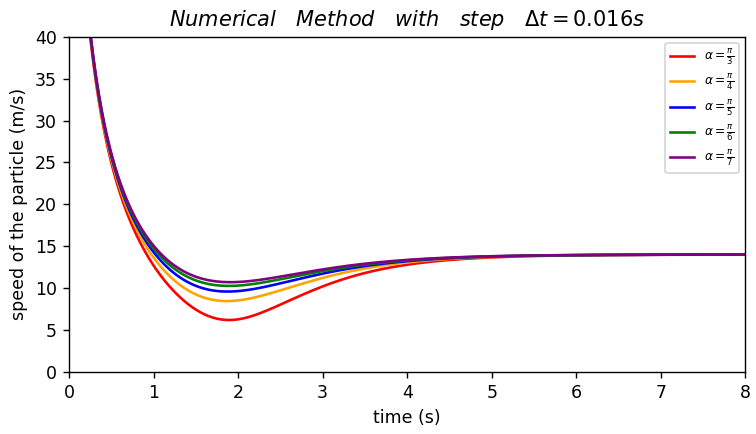 Numerical Method with step Δt = 0.016s
40
35
30
25
20
15
10
5
0
speed of the particle (m/s)
α = π/3
α = π/4
α = π/5
α = π/6
α = π/7
0 1 2 3 4 5 6 7 8
time (s)